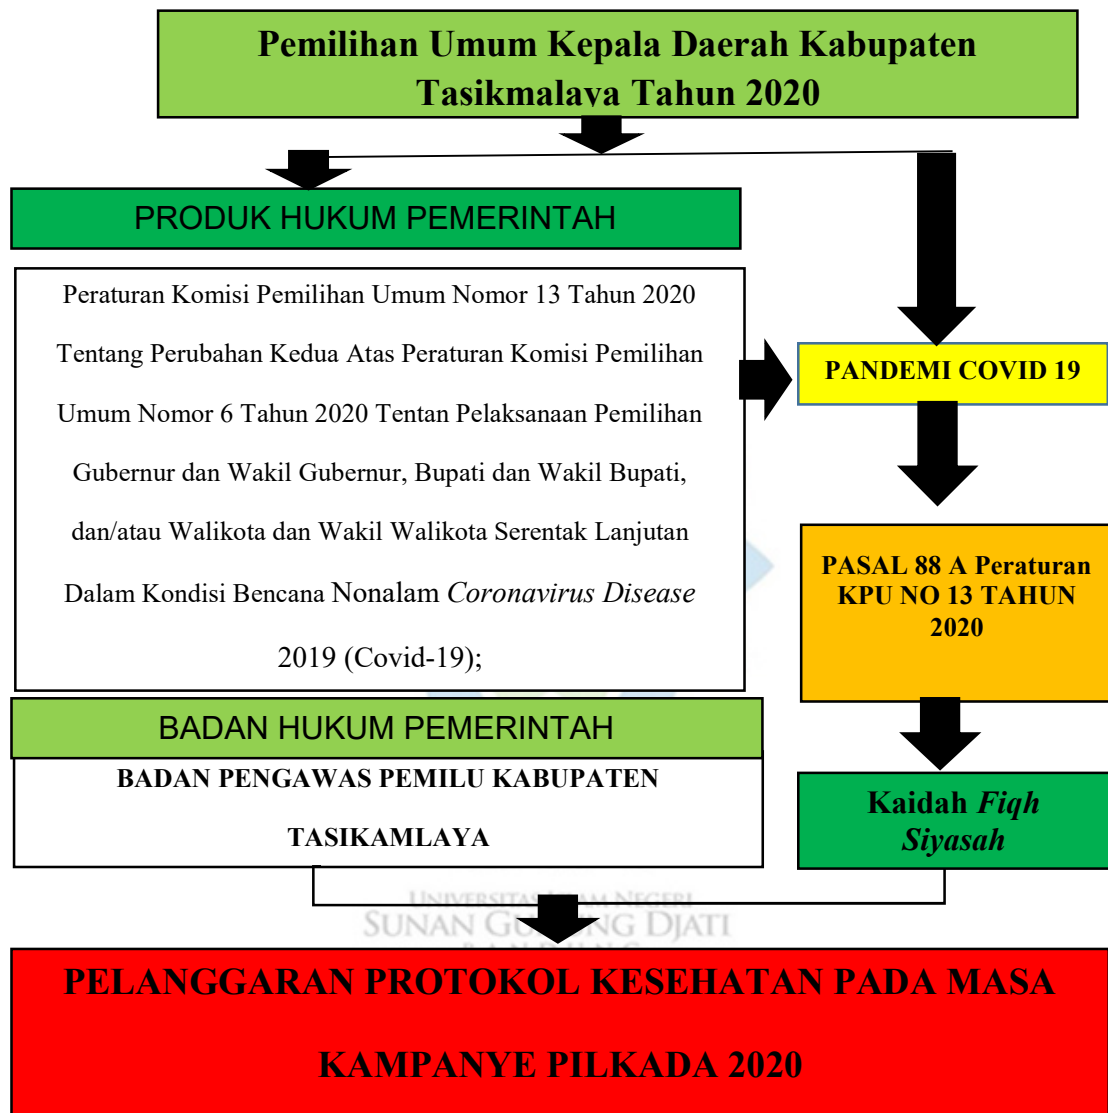 Pemilihan Umum Kepala Daerah Kabupaten
Tasikmalaya Tahun 2020
PRODUK HUKUM PEMERINTAH
Peraturan Komisi Pemilihan Umum Nomor 13 Tahun 2020
Tentang Perubahan Kedua Atas Peraturan Komisi Pemilihan
Umum Nomor 6 Tahun 2020 Tentan Pelaksanaan Pemilihan
Gubernur dan Wakil Gubernur, Bupati dan Wakil Bupati,
dan/atau Walikota dan Wakil Walikota Serentak Lanjutan
Dalam Kondisi Bencana Nonalam Coronavirus Disease
2019 (Covid-19);
PANDEMI COVID 19
PASAL 88 A Peraturan
KPU NO 13 TAHUN
2020
BADAN HUKUM PEMERINTAH
BADAN PENGAWAS PEMILU KABUPATEN
TASIKAMLAYA
Kaidah Fiqh
Siyasah
UNIVERSITAS NEGERI
SUNAN DJATI
PELANGGARAN PROTOKOL KESEHATAN PADA MASA
KAMPANYE PILKADA 2020